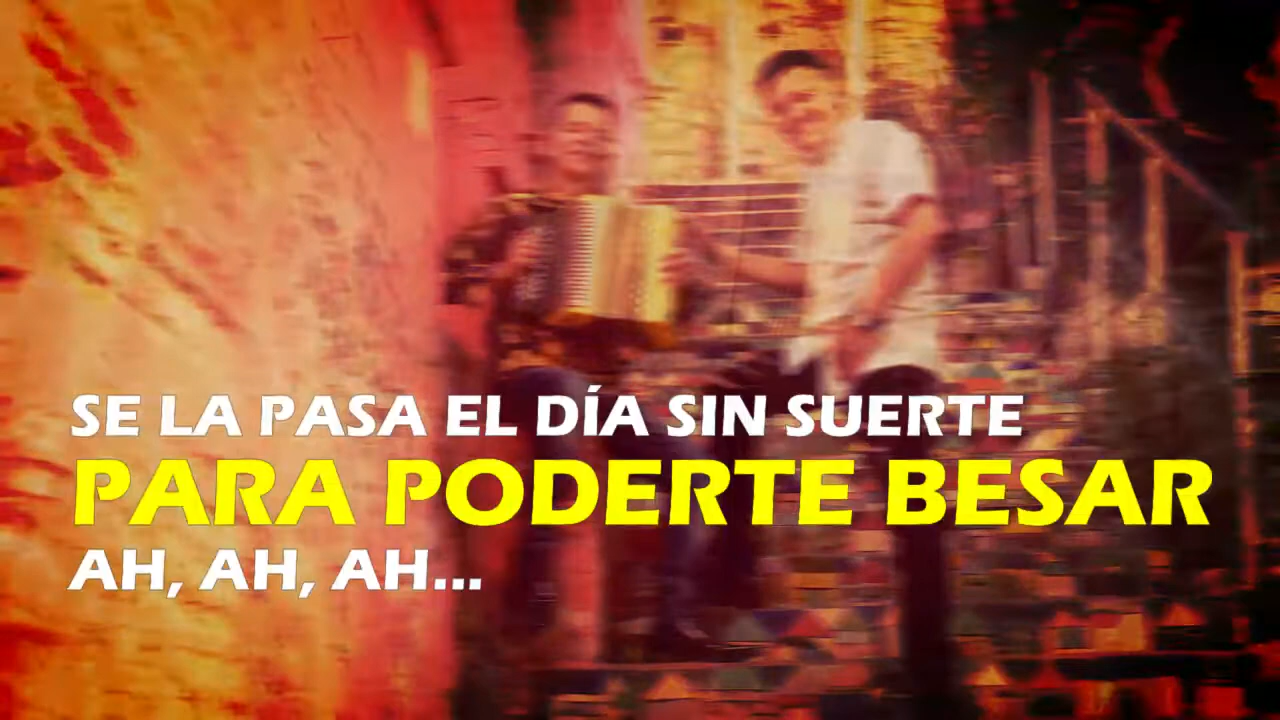 SE LA PASA EL DÍA SIN SUERTE
PARA PODERTE BESAR
AH, AH, AH...